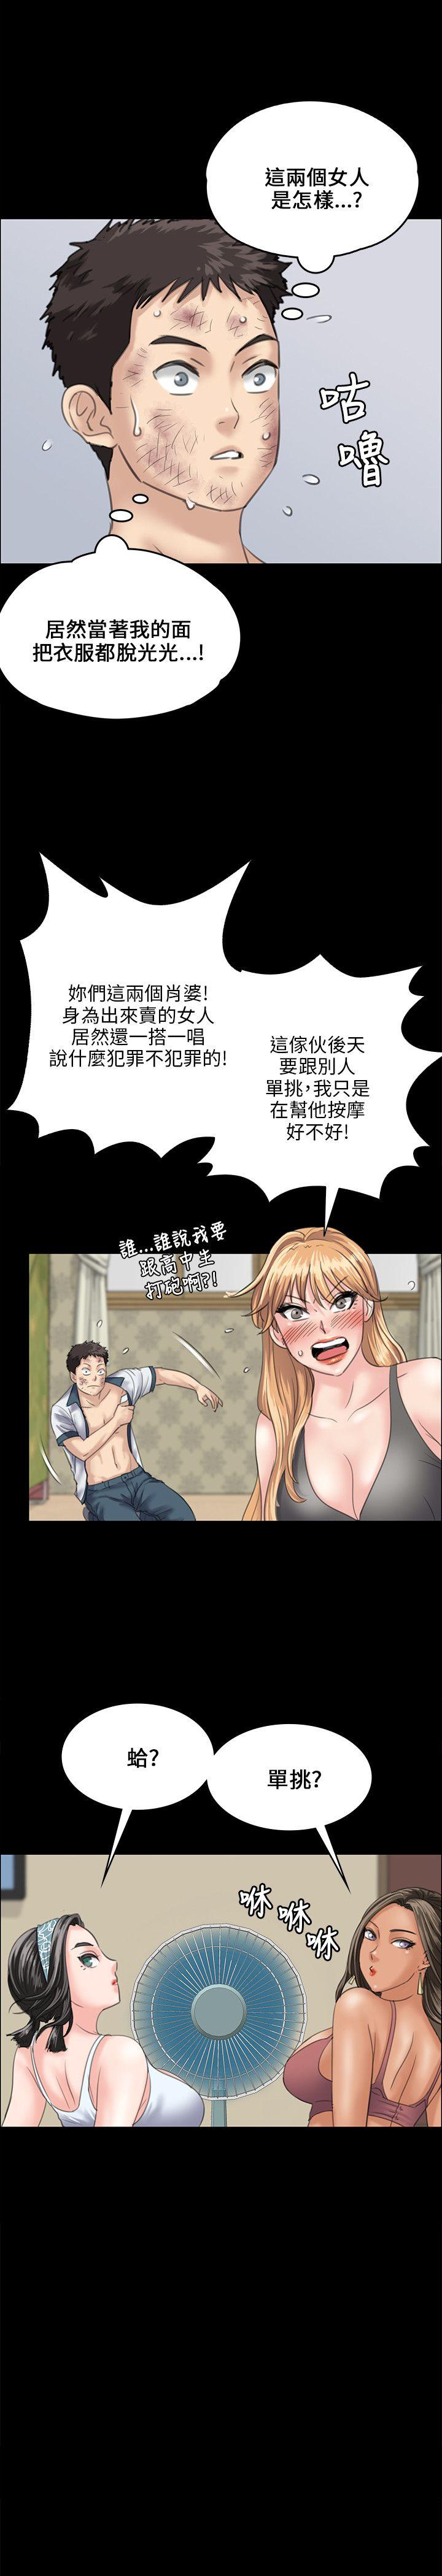 這兩個女人
是怎樣...?
咕
嚕
居然當著我的面
把衣服都脫光光...!
妳們這兩個肖婆!
身為出來賣的女人
居然還一搭一唱
說什麼犯罪不犯罪的!
這傢伙後天
要跟別人
單挑,我只是
在幫他按摩
好不好!
誰...誰說我要
跟高中生
打砲啊?!
蛤?
單挑?
咻
咻
咻